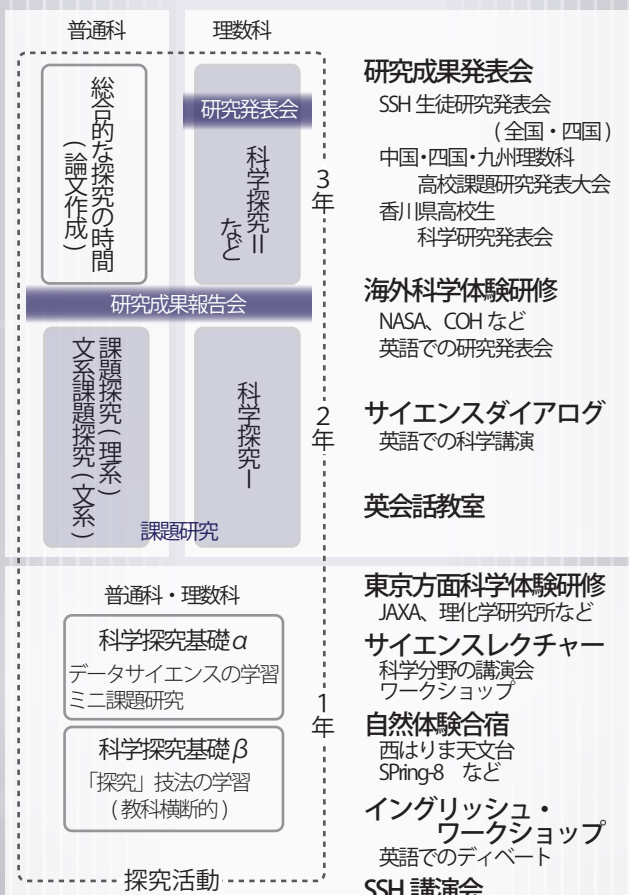 普通科
理数科
総合的な探究の時間
(論文作成)
研究発表会
科学探究Ⅱ
など
3年
研究成果報告会
課題探究(理系)
文系課題探究(文系)
科学探究Ⅰ
2年
課題研究
普通科・理数科
科学探究基礎α
データサイエンスの学習
ミニ課題研究
1年
科学探究基礎β
「探究」技法の学習
(教科横断的)
探究活動
研究成果発表会
SSH 生徒研究発表会
(全国・四国)
中国・四国・九州理数科
高校課題研究発表大会
香川県高校生
科学研究発表会
海外科学体験研修
NASA、COH など
英語での研究発表会
サイエンスダイアログ
英語での科学講演
英会話教室
東京方面科学体験研修
JAXA、理化学研究所など
サイエンスレクチャー
科学分野の講演会
ワークショップ
自然体験合宿
西はりま天文台
SPring-8 など
イングリッシュ・
ワークショップ
英語でのディベート
SSH 講演会